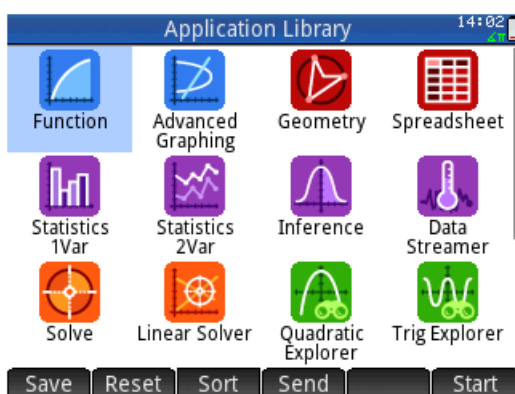 Application Library
14:02
∡π
Function
Advanced
Graphing
Geometry
Spreadsheet
Statistics
1Var
Statistics
2Var
Inference
Data
Streamer
Solve
Linear Solver
Quadratic
Explorer
Trig Explorer
Save
Reset
Sort
Send
Start